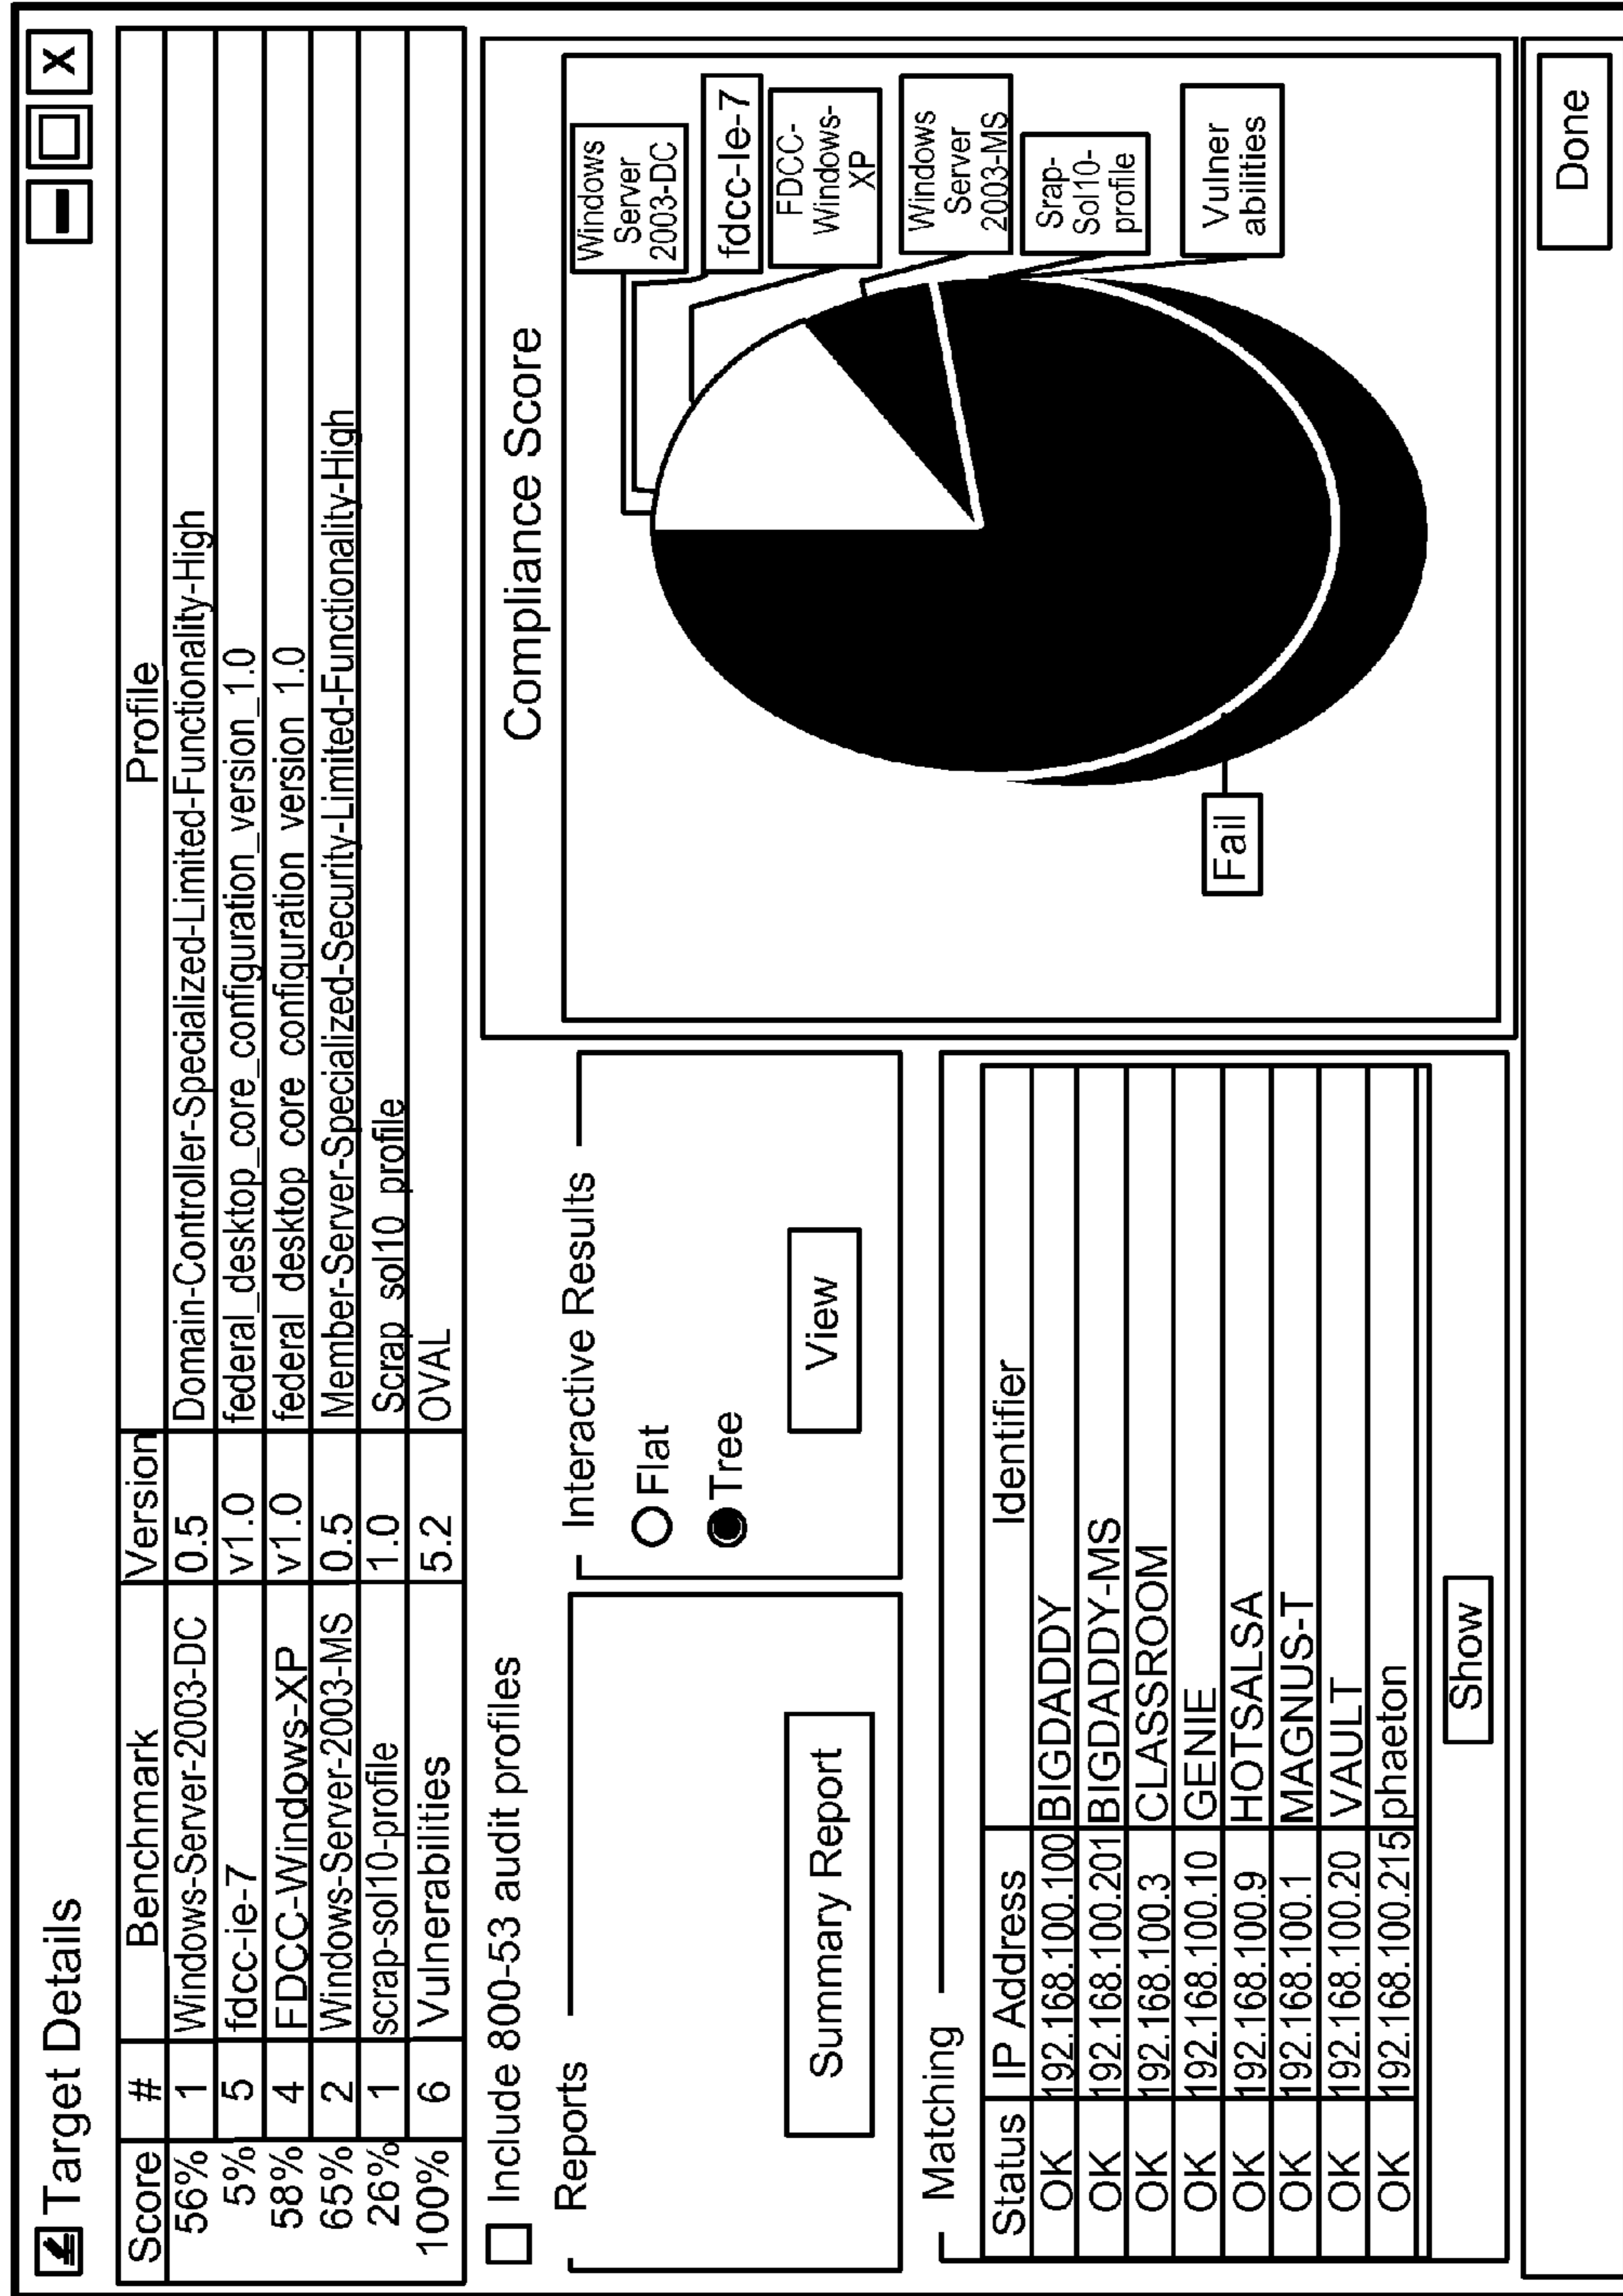 Target Details
X
Score # Benchmark Version Profile
56% 1 Windows-Server-2003-DC 0.5 Domain-Controller-Specialized-Limited-Functionality-High
5% 5 fdcc-ie-7 v1.0 federal_desktop_core_configuration_version_1.0
58% 4 FDCC-Windows-XP v1.0 federal desktop core configuration version 1.0
65% 2 Windows-Server-2003-MS 0.5 Member-Server-Specialized-Security-Limited-Functionality-High
26% 1 scrap-sol10-profile 1.0 Scrap_sol10_profile
100% 6 Vulnerabilities 5.2 OVAL
Include 800-53 audit profiles
Reports
Summary Report
Interactive Results
Flat
Tree
View
Matching
Status IP Address Identifier
OK 192.168.100.100 BIGDADDY
OK 192.168.100.201 BIGDADDY-MS
OK 192.168.100.3 CLASSROOM
OK 192.168.100.10 GENIE
OK 192.168.100.9 HOTSALSA
OK 192.168.100.1 MAGNUS-T
OK 192.168.100.20 VAULT
OK 192.168.100.215 phaeton
Show
Compliance Score
Windows
Server
2003-DC
fdcc-le-7
FDCC-
Windows-
XP
Windows
Server
2003-MS
Srap-
Sol10-
profile
Vulner
abilities
Fail
Done